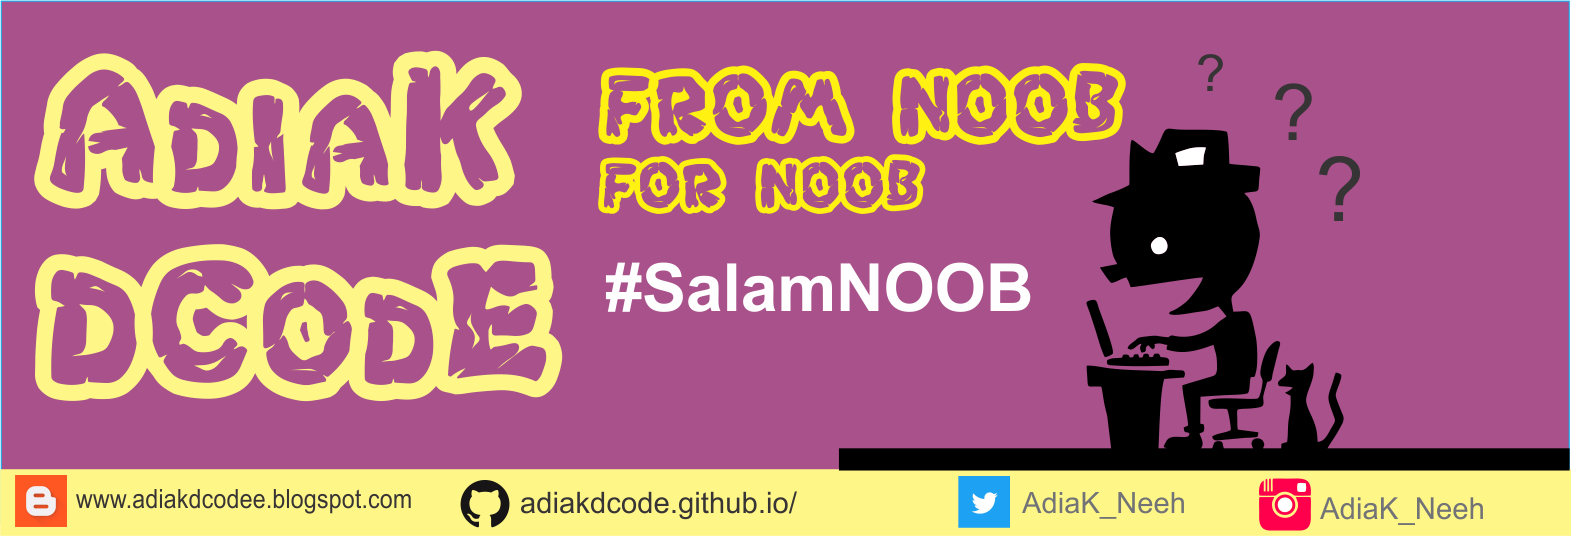 AdiaK
dCodE
FROM NOOB
FOR NOOB
#SalamNOOB
?
?
?
www.adiakdcodee.blogspot.com
adiakdcode.github.io/
AdiaK_Neeh
AdiaK_Neeh